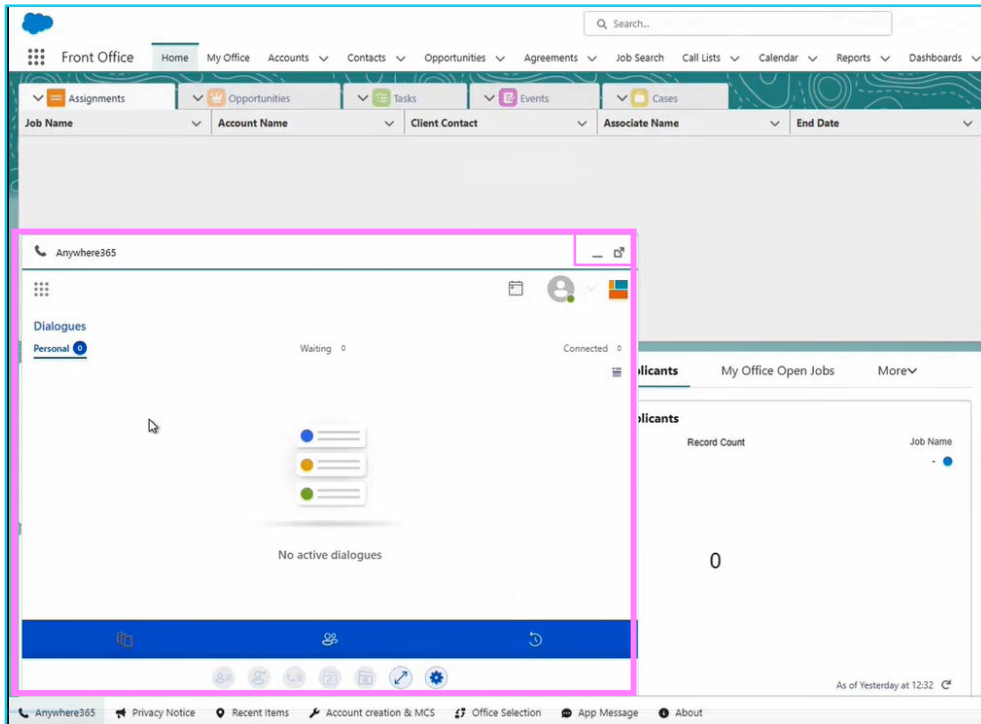 Search...
Front Office Home My Office Accounts Contacts Opportunities Agreements Job Search Call Lists Calendar Reports Dashboards
Assignments Opportunities Tasks Events Cases
Job Name Account Name Client Contact Associate Name End Date
Anywhere365
Dialogues
Personal 0 Waiting 0 Connected 0
No active dialogues
plicants My Office Open Jobs More
plicants
Record Count Job Name
-
0
As of Yesterday at 12:32
Anywhere365 Privacy Notice Recent Items Account creation & MCS Office Selection App Message About